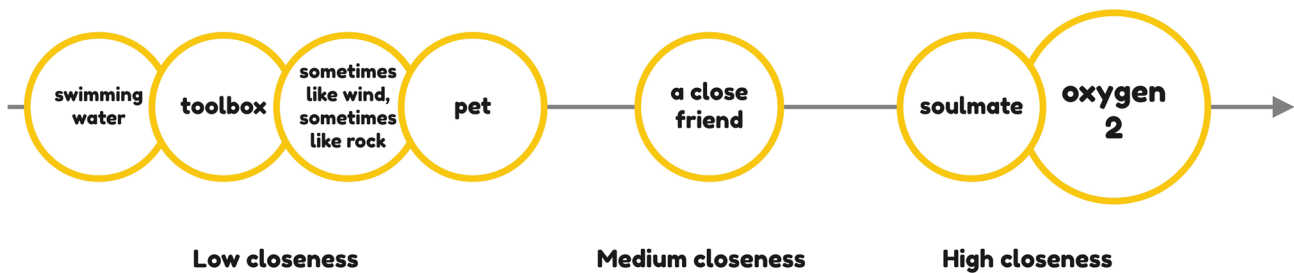 swimming
water
toolbox
sometimes
like wind,
sometimes
like rock
pet
a close
friend
soulmate
oxygen
2
Low closeness
Medium closeness
High closeness